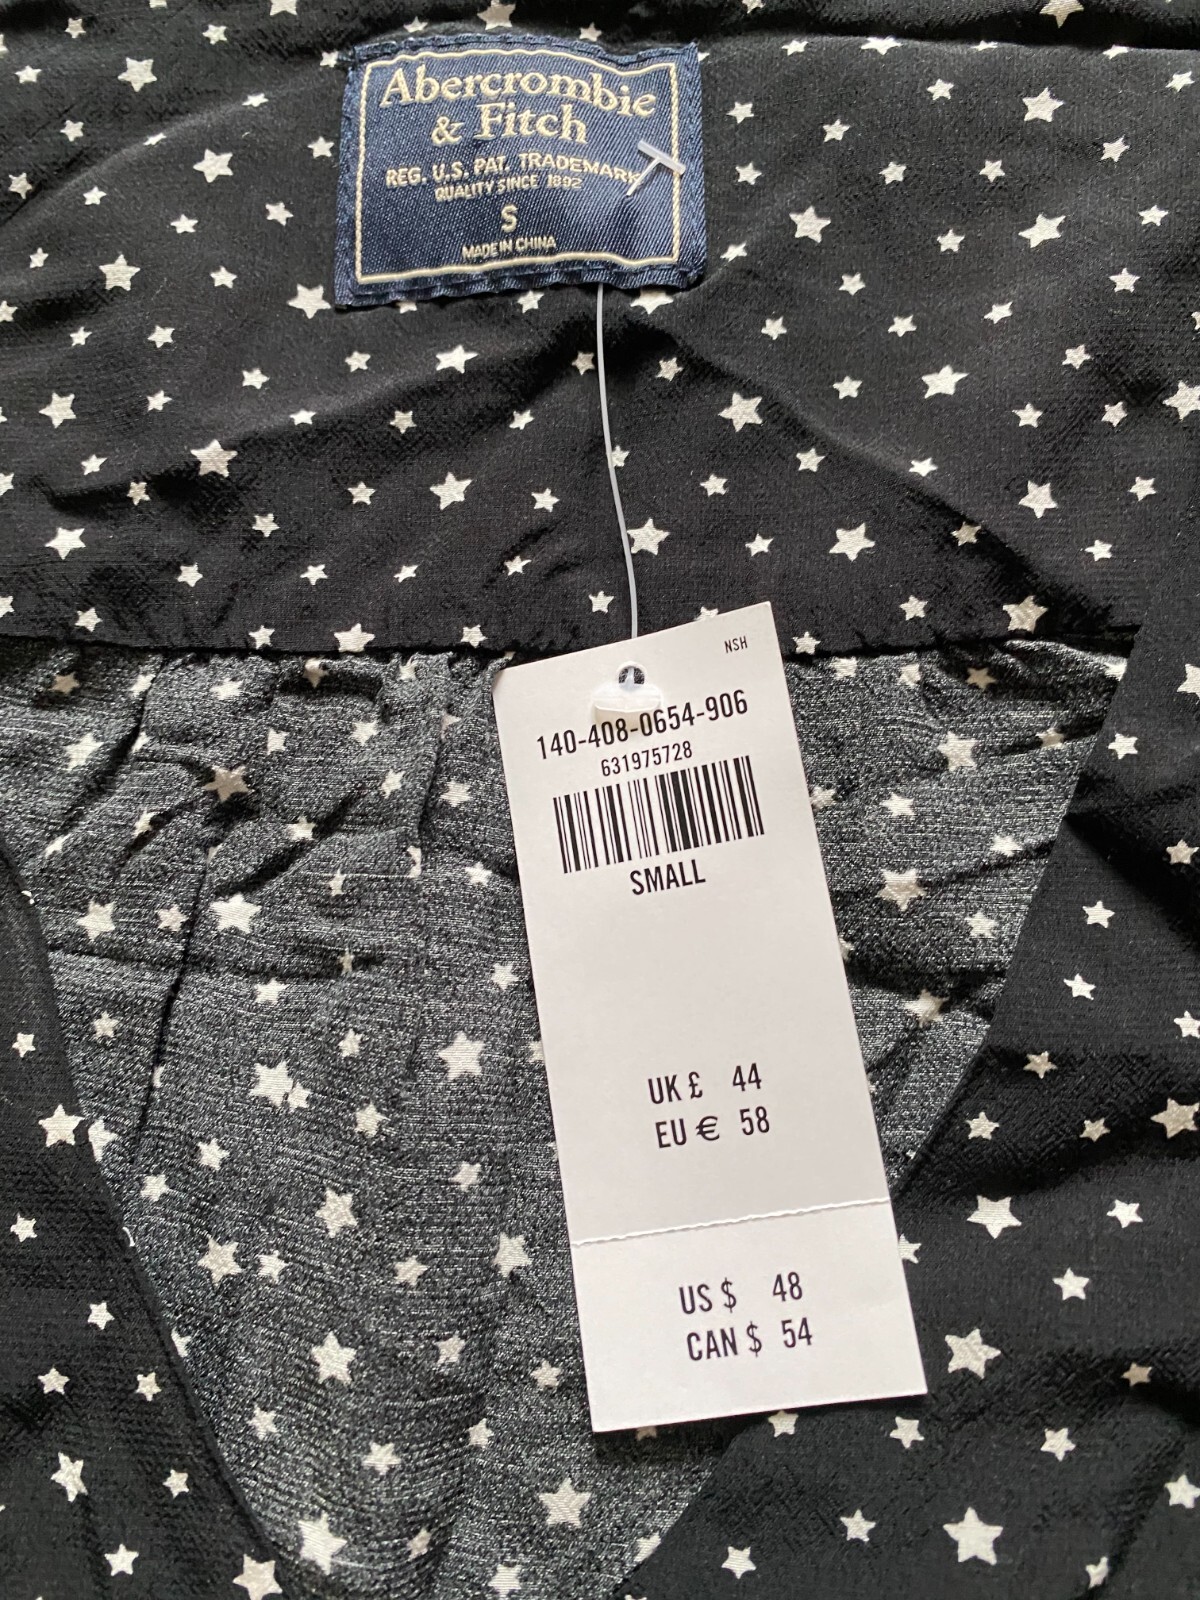 Abercrombie
& Fitch
REG. U.S. PAT. TRADEMARK
QUALITY SINCE 1892
S
MADE IN CHINA
NSH
140-408-0654-906
631975728
SMALL
UK £ 44
EU € 58
US $ 48
CAN $ 54